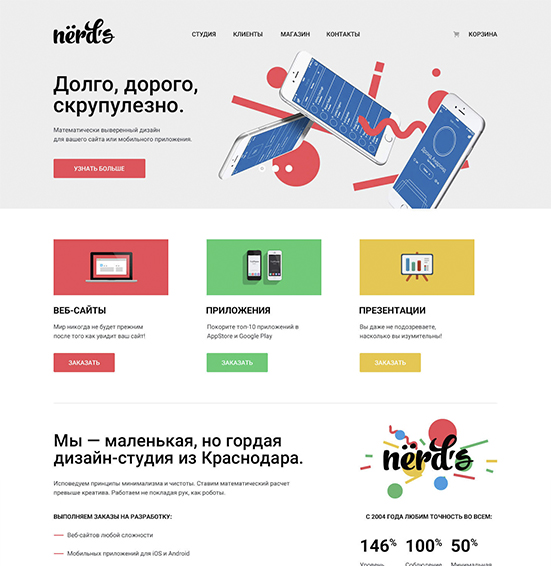 nërd's
СТУДИЯ КЛИЕНТЫ МАГАЗИН КОНТАКТЫ КОРЗИНА
Долго, дорого,
скрупулезно.
Математически выверенный дизайн
для вашего сайта или мобильного приложения.
УЗНАТЬ БОЛЬШЕ
ВЕБ-САЙТЫ
Мир никогда не будет прежним
после того как увидит ваш сайт!
ЗАКАЗАТЬ
ПРИЛОЖЕНИЯ
Покорите топ-10 приложений в
AppStore и Google Play
ЗАКАЗАТЬ
ПРЕЗЕНТАЦИИ
Вы даже не подозреваете,
насколько вы изумительны!
ЗАКАЗАТЬ
Мы — маленькая, но гордая
дизайн-студия из Краснодара.
Исповедуем принципы минимализма и чистоты. Ставим математический расчет
превыше креатива. Работаем не покладая рук, как роботы.
ВЫПОЛНЯЕМ ЗАКАЗЫ НА РАЗРАБОТКУ:
— Веб-сайтов любой сложности
— Мобильных приложений для iOS и Android
nërd's
С 2004 ГОДА ЛЮБИМ ТОЧНОСТЬ ВО ВСЕМ:
146% 100% 50%
Уровень Соблюдение Минимальная